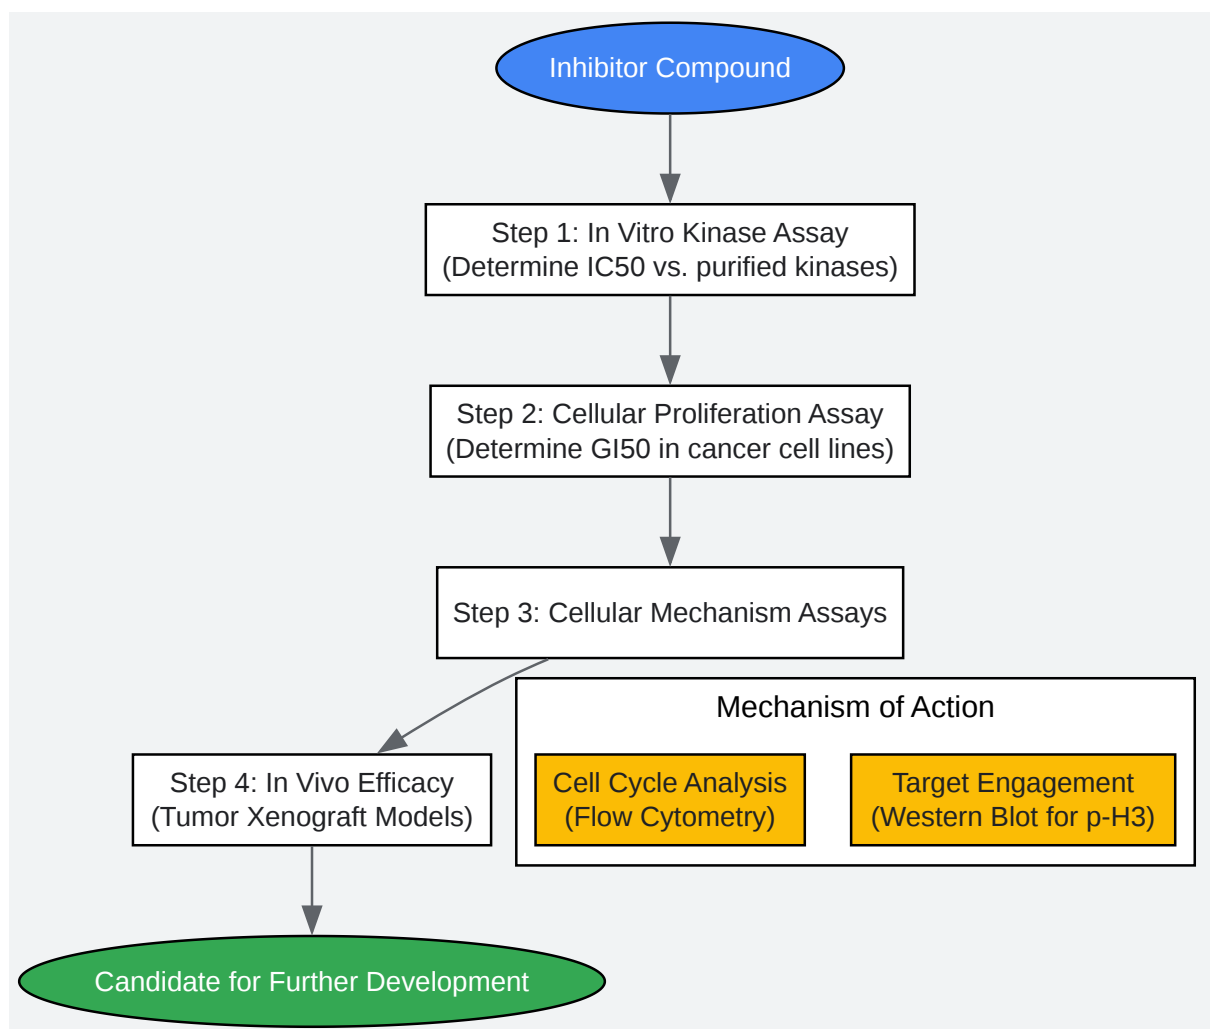 Inhibitor Compound
Step 1: In Vitro Kinase Assay
(Determine IC50 vs. purified kinases)
Step 2: Cellular Proliferation Assay
(Determine GI50 in cancer cell lines)
Step 3: Cellular Mechanism Assays
Mechanism of Action
Step 4: In Vivo Efficacy
(Tumor Xenograft Models)
Cell Cycle Analysis
(Flow Cytometry)
Target Engagement
(Western Blot for p-H3)
Candidate for Further Development